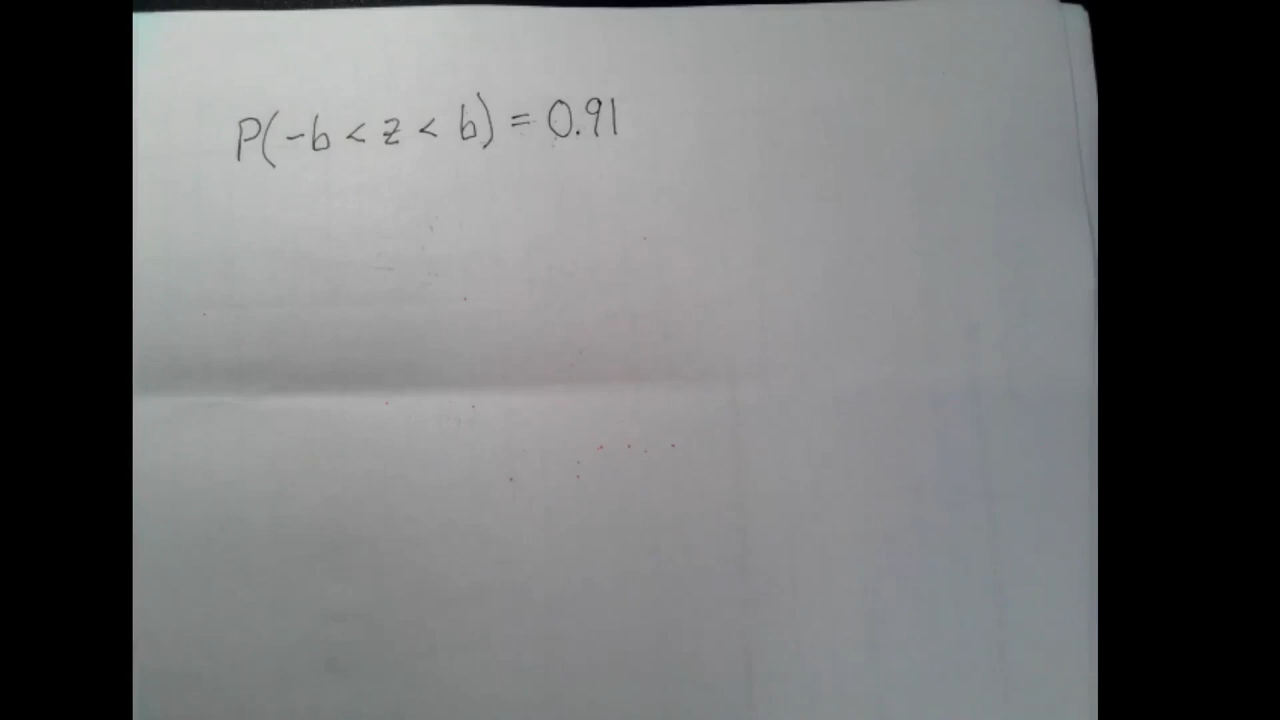 P(-b < z < b) = 0.91